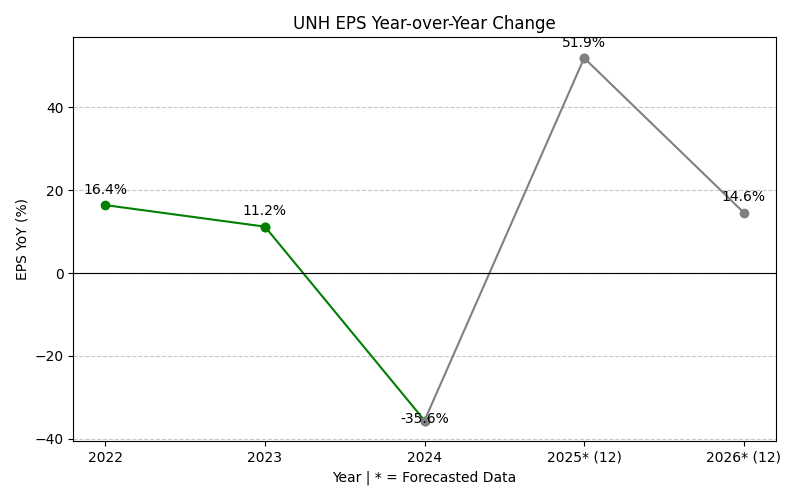 UNH EPS Year-over-Year Change
51.9%
16.4%
11.2%
14.6%
-35.6%
EPS YoY (%)
40
20
0
−20
−40
2022 2023 2024 2025* (12) 2026* (12)
Year | * = Forecasted Data